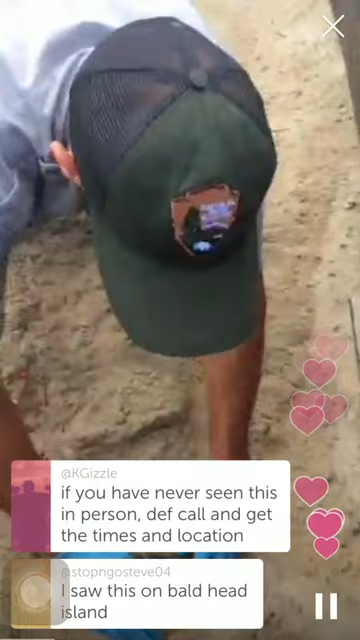 @KGizzle
if you have never seen this
in person, def call and get
the times and location
@stopngosteve04
I saw this on bald head
island